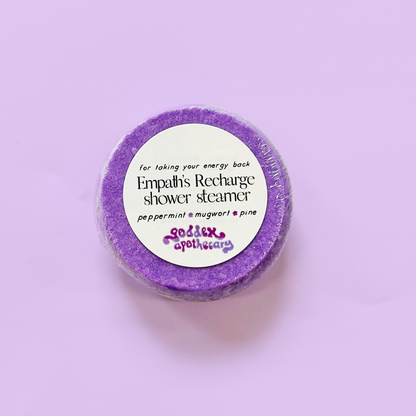 for taking your energy back
Empath's Recharge
shower steamer
peppermint * mugwort * pine
goddex
apothecary